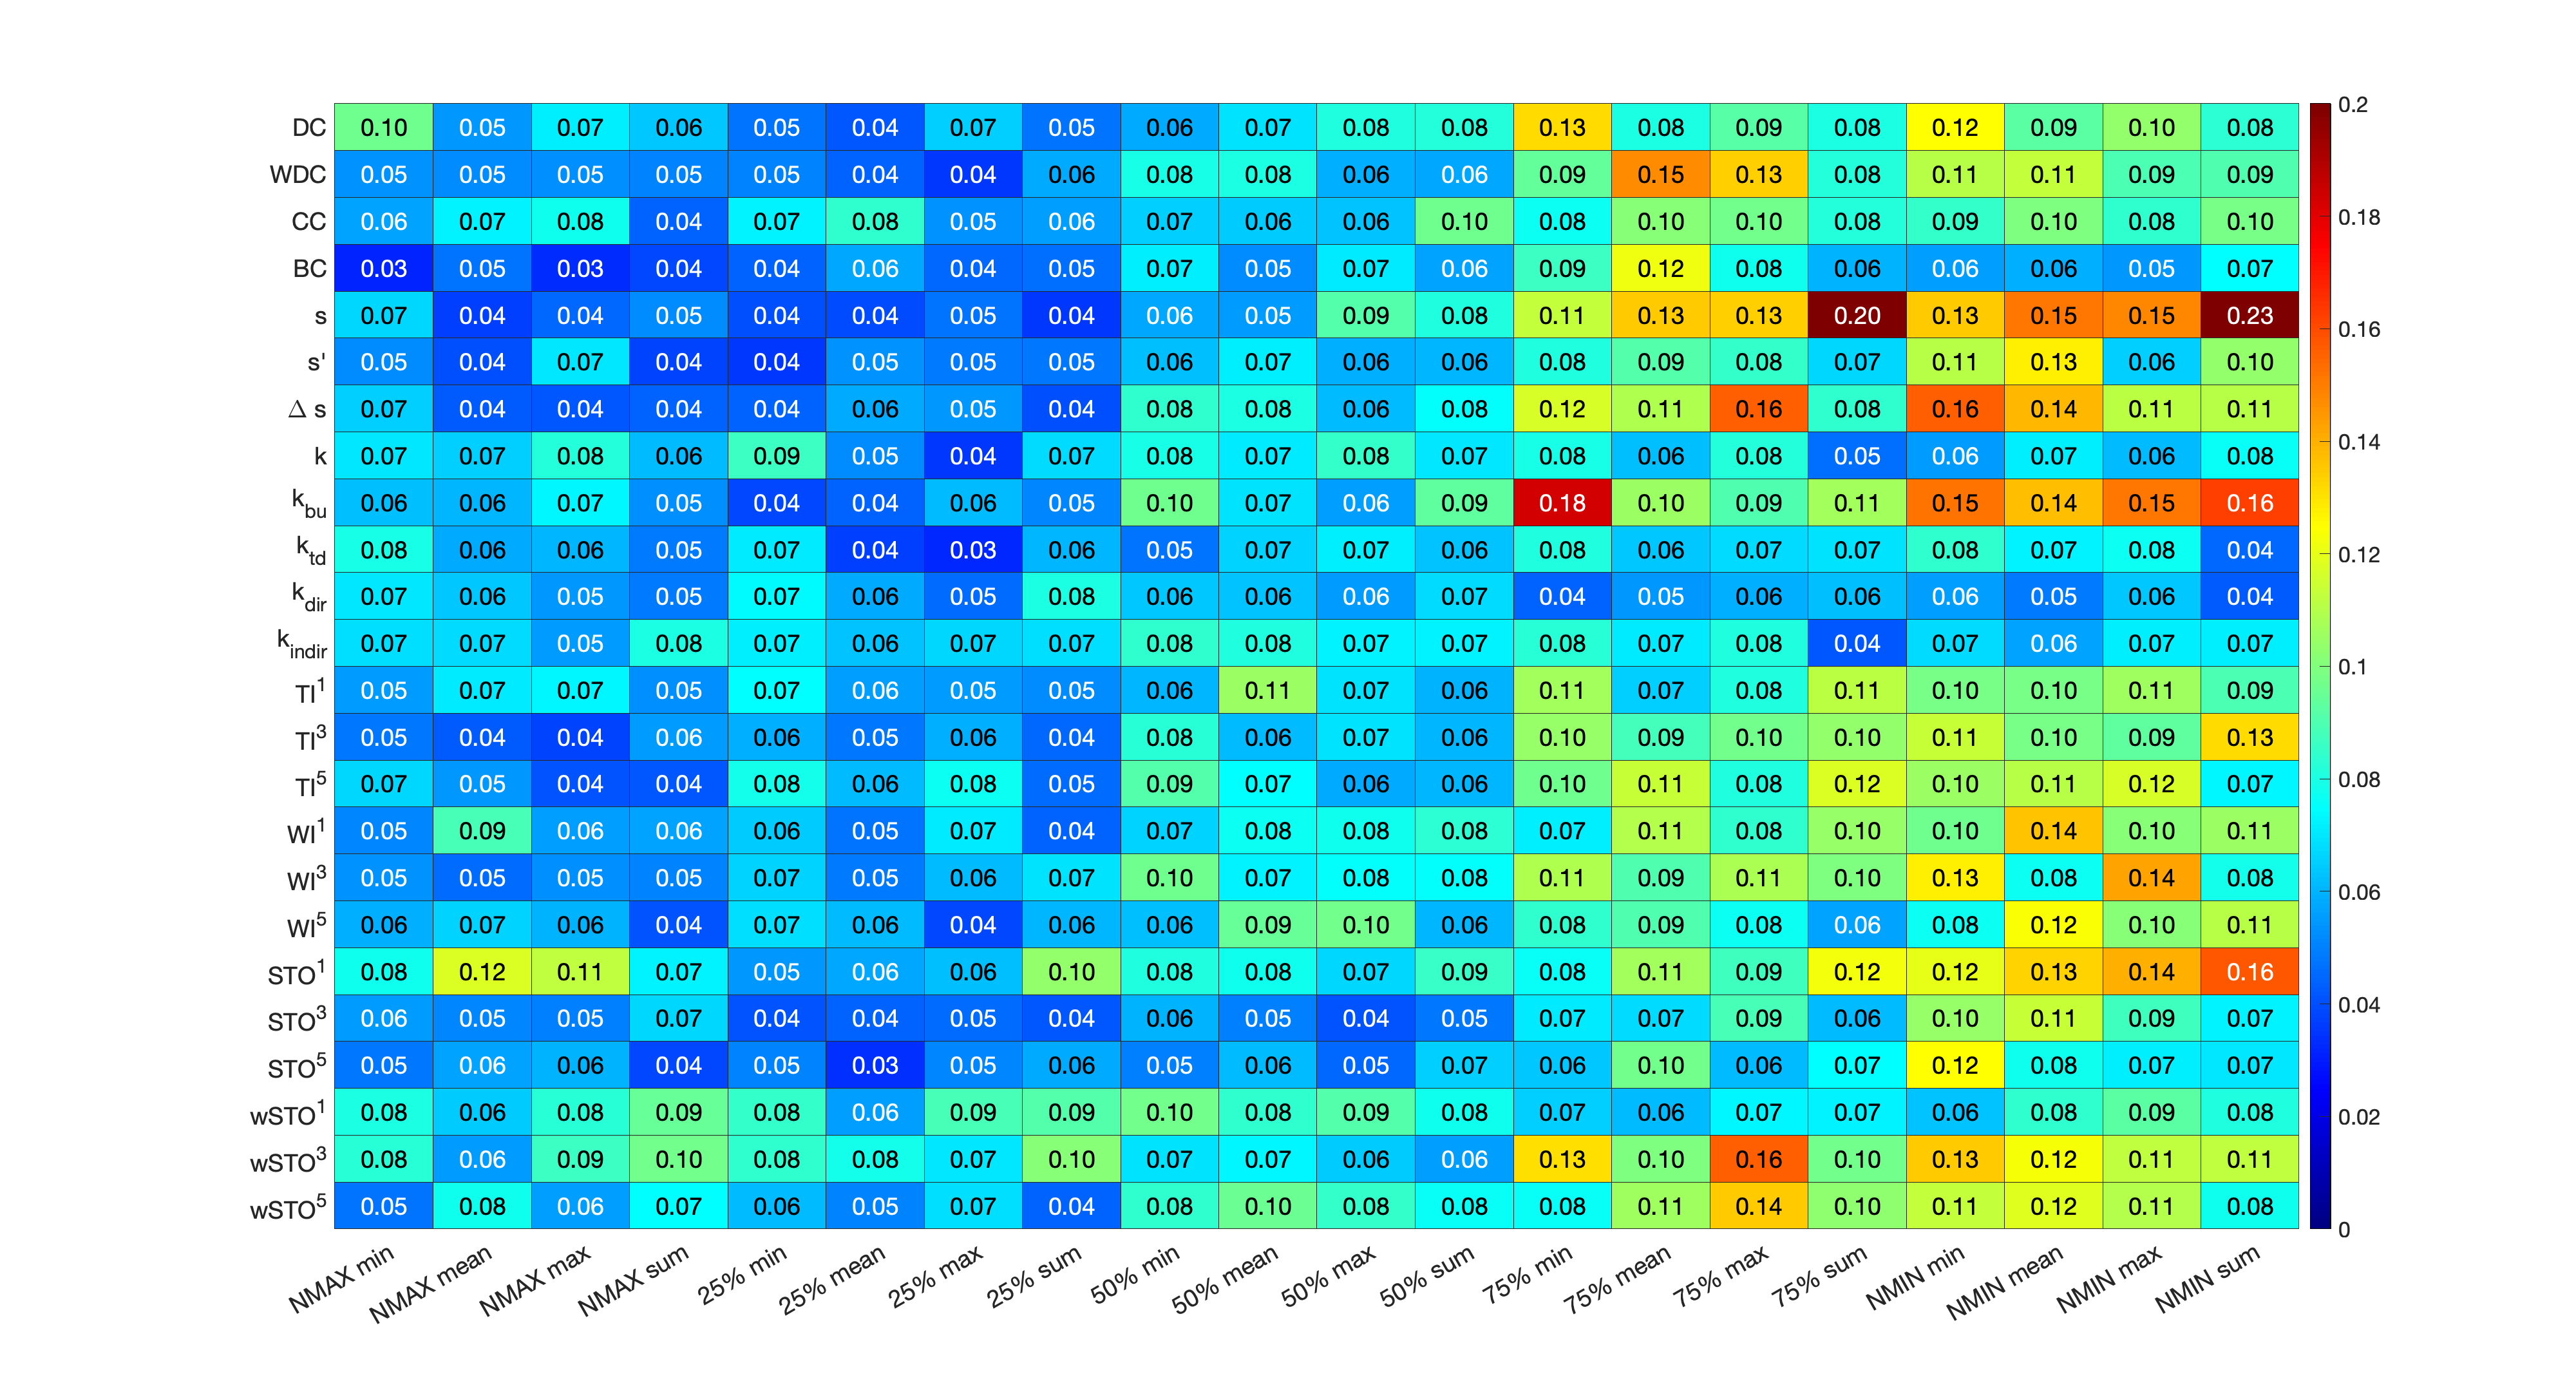 DC 0.10 0.05 0.07 0.06 0.05 0.04 0.07 0.05 0.06 0.07 0.08 0.08 0.13 0.08 0.09 0.08 0.12 0.09 0.10 0.08
WDC 0.05 0.05 0.05 0.05 0.05 0.04 0.04 0.06 0.08 0.08 0.06 0.06 0.09 0.15 0.13 0.08 0.11 0.11 0.09 0.09
CC 0.06 0.07 0.08 0.04 0.07 0.08 0.05 0.06 0.07 0.06 0.06 0.10 0.08 0.10 0.10 0.08 0.09 0.10 0.08 0.10
BC 0.03 0.05 0.03 0.04 0.04 0.06 0.04 0.05 0.07 0.05 0.07 0.06 0.09 0.12 0.08 0.06 0.06 0.06 0.05 0.07
s 0.07 0.04 0.04 0.05 0.04 0.04 0.05 0.04 0.06 0.05 0.09 0.08 0.11 0.13 0.13 0.20 0.13 0.15 0.15 0.23
s' 0.05 0.04 0.07 0.04 0.04 0.05 0.05 0.05 0.06 0.07 0.06 0.06 0.08 0.09 0.08 0.07 0.11 0.13 0.06 0.10
Δ s 0.07 0.04 0.04 0.04 0.04 0.06 0.05 0.04 0.08 0.08 0.06 0.08 0.12 0.11 0.16 0.08 0.16 0.14 0.11 0.11
k 0.07 0.07 0.08 0.06 0.09 0.05 0.04 0.07 0.08 0.07 0.08 0.07 0.08 0.06 0.08 0.05 0.06 0.07 0.06 0.08
k_bu 0.06 0.06 0.07 0.05 0.04 0.04 0.06 0.05 0.10 0.07 0.06 0.09 0.18 0.10 0.09 0.11 0.15 0.14 0.15 0.16
k_td 0.08 0.06 0.06 0.05 0.07 0.04 0.03 0.06 0.05 0.07 0.07 0.06 0.08 0.06 0.07 0.07 0.08 0.07 0.08 0.04
k_dir 0.07 0.06 0.05 0.05 0.07 0.06 0.05 0.08 0.06 0.06 0.06 0.07 0.04 0.05 0.06 0.06 0.06 0.05 0.06 0.04
k_indir 0.07 0.07 0.05 0.08 0.07 0.06 0.07 0.07 0.08 0.08 0.07 0.07 0.08 0.07 0.08 0.04 0.07 0.06 0.07 0.07
TI¹ 0.05 0.07 0.07 0.05 0.07 0.06 0.05 0.05 0.06 0.11 0.07 0.06 0.11 0.07 0.08 0.11 0.10 0.10 0.11 0.09
TI³ 0.05 0.04 0.04 0.06 0.06 0.05 0.06 0.04 0.08 0.06 0.07 0.06 0.10 0.09 0.10 0.10 0.11 0.10 0.09 0.13
TI⁵ 0.07 0.05 0.04 0.04 0.08 0.06 0.08 0.05 0.09 0.07 0.06 0.06 0.10 0.11 0.08 0.12 0.10 0.11 0.12 0.07
WI¹ 0.05 0.09 0.06 0.06 0.06 0.05 0.07 0.04 0.07 0.08 0.08 0.08 0.07 0.11 0.08 0.10 0.10 0.14 0.10 0.11
WI³ 0.05 0.05 0.05 0.05 0.07 0.05 0.06 0.07 0.10 0.07 0.08 0.08 0.11 0.09 0.11 0.10 0.13 0.08 0.14 0.08
WI⁵ 0.06 0.07 0.06 0.04 0.07 0.06 0.04 0.06 0.06 0.09 0.10 0.06 0.08 0.09 0.08 0.06 0.08 0.12 0.10 0.11
STO¹ 0.08 0.12 0.11 0.07 0.05 0.06 0.06 0.10 0.08 0.08 0.07 0.09 0.08 0.11 0.09 0.12 0.12 0.13 0.14 0.16
STO³ 0.06 0.05 0.05 0.07 0.04 0.04 0.05 0.04 0.06 0.05 0.04 0.05 0.07 0.07 0.09 0.06 0.10 0.11 0.09 0.07
STO⁵ 0.05 0.06 0.06 0.04 0.05 0.03 0.05 0.06 0.05 0.06 0.05 0.07 0.06 0.10 0.06 0.07 0.12 0.08 0.07 0.07
wSTO¹ 0.08 0.06 0.08 0.09 0.08 0.06 0.09 0.09 0.10 0.08 0.09 0.08 0.07 0.06 0.07 0.07 0.06 0.08 0.09 0.08
wSTO³ 0.08 0.06 0.09 0.10 0.08 0.08 0.07 0.10 0.07 0.07 0.06 0.06 0.13 0.10 0.16 0.10 0.13 0.12 0.11 0.11
wSTO⁵ 0.05 0.08 0.06 0.07 0.06 0.05 0.07 0.04 0.08 0.10 0.08 0.08 0.08 0.11 0.14 0.10 0.11 0.12 0.11 0.08
NMAX min NMAX mean NMAX max NMAX sum 25% min 25% mean 25% max 25% sum 50% min 50% mean 50% max 50% sum 75% min 75% mean 75% max 75% sum NMIN min NMIN mean NMIN max NMIN sum
0.2
0.18
0.16
0.14
0.12
0.1
0.08
0.06
0.04
0.02
0